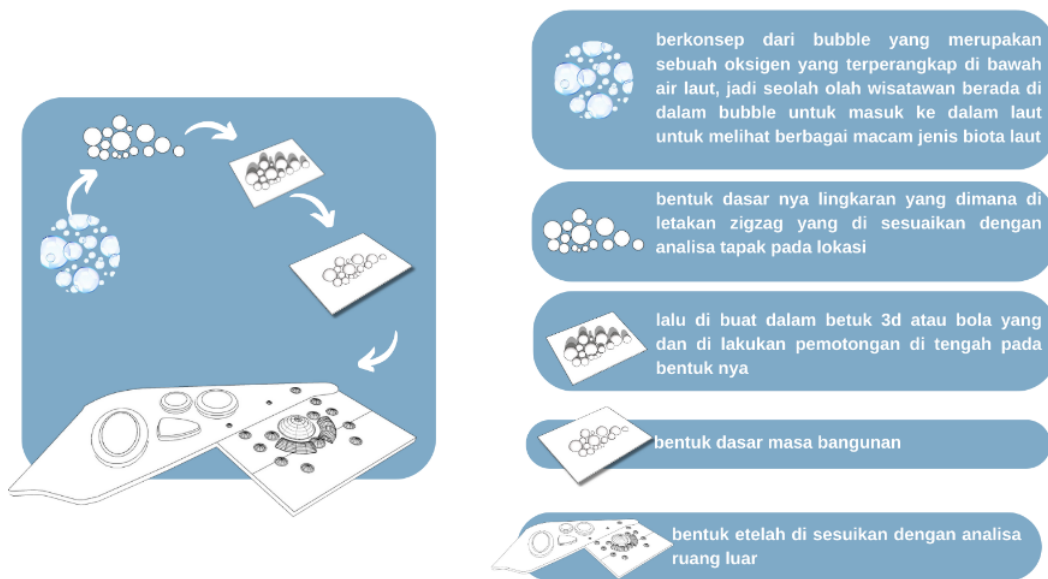 berkonsep dari bubble yang merupakan
sebuah oksigen yang terperangkap di bawah
air laut, jadi seolah olah wisatawan berada di
dalam bubble untuk masuk ke dalam laut
untuk melihat berbagai macam jenis biota laut
bentuk dasar nya lingkaran yang dimana di
letakan zigzag yang di sesuaikan dengan
analisa tapak pada lokasi
lalu di buat dalam betuk 3d atau bola yang
dan di lakukan pemotongan di tengah pada
bentuk nya
bentuk dasar masa bangunan
bentuk etelah di sesuikan dengan analisa
ruang luar